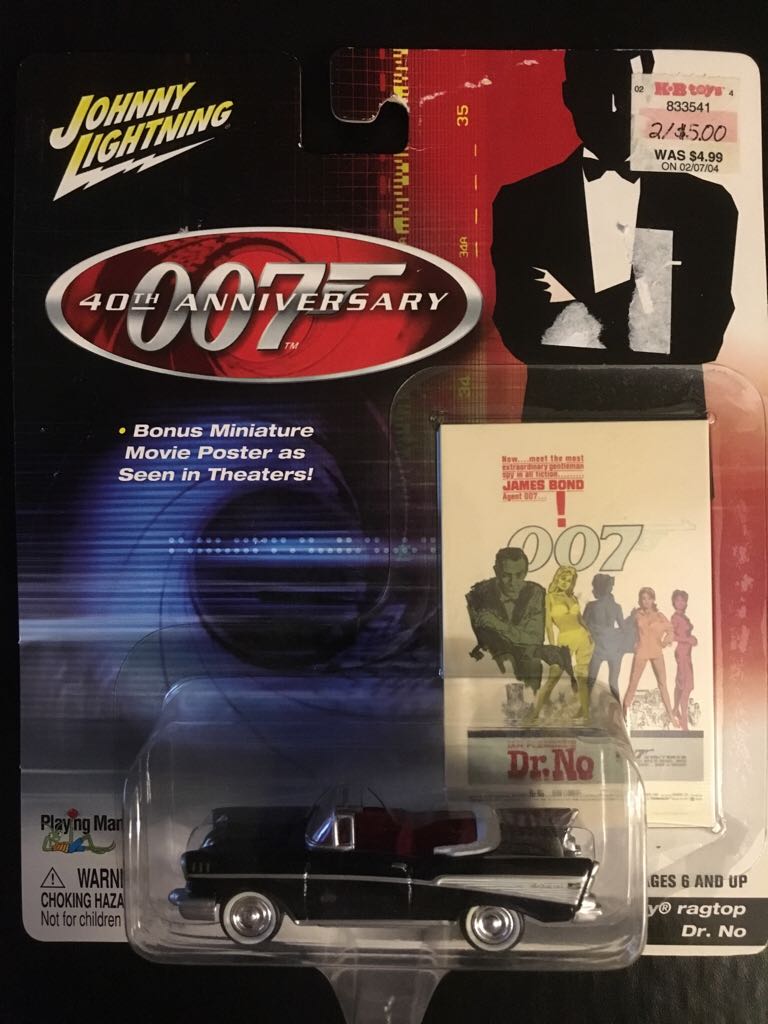 JOHNNY
LIGHTNING
35
34A
34
02 K·B toys 4
833541
2/$5.00
WAS $4.99
ON 02/07/04
007
40TH ANNIVERSARY
TM
• Bonus Miniature
Movie Poster as
Seen in Theaters!
Now....meet the most
extraordinary gentleman
spy in all fiction.........
JAMES BOND
Agent 007...
!
007
IAN FLEMING'S
Dr. No
Playing Man
WARN
CHOKING HAZA
Not for children
AGES 6 AND UP
y® ragtop
Dr. No